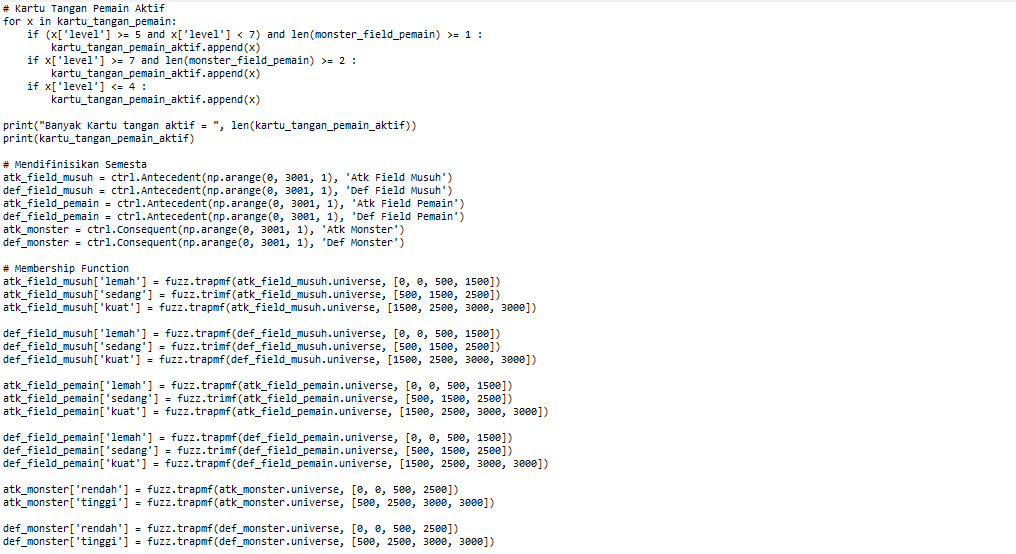 # Kartu Tangan Pemain Aktif
for x in kartu_tangan_pemain:
    if (x['level'] >= 5 and x['level'] < 7) and len(monster_field_pemain) >= 1 :
        kartu_tangan_pemain_aktif.append(x)
    if x['level'] >= 7 and len(monster_field_pemain) >= 2 :
        kartu_tangan_pemain_aktif.append(x)
    if x['level'] <= 4 :
        kartu_tangan_pemain_aktif.append(x)

print("Banyak Kartu tangan aktif = ", len(kartu_tangan_pemain_aktif))
print(kartu_tangan_pemain_aktif)

# Mendifinisikan Semesta
atk_field_musuh = ctrl.Antecedent(np.arange(0, 3001, 1), 'Atk Field Musuh')
def_field_musuh = ctrl.Antecedent(np.arange(0, 3001, 1), 'Def Field Musuh')
atk_field_pemain = ctrl.Antecedent(np.arange(0, 3001, 1), 'Atk Field Pemain')
def_field_pemain = ctrl.Antecedent(np.arange(0, 3001, 1), 'Def Field Pemain')
atk_monster = ctrl.Consequent(np.arange(0, 3001, 1), 'Atk Monster')
def_monster = ctrl.Consequent(np.arange(0, 3001, 1), 'Def Monster')

# Membership Function
atk_field_musuh['lemah'] = fuzz.trapmf(atk_field_musuh.universe, [0, 0, 500, 1500])
atk_field_musuh['sedang'] = fuzz.trimf(atk_field_musuh.universe, [500, 1500, 2500])
atk_field_musuh['kuat'] = fuzz.trapmf(atk_field_musuh.universe, [1500, 2500, 3000, 3000])

def_field_musuh['lemah'] = fuzz.trapmf(def_field_musuh.universe, [0, 0, 500, 1500])
def_field_musuh['sedang'] = fuzz.trimf(def_field_musuh.universe, [500, 1500, 2500])
def_field_musuh['kuat'] = fuzz.trapmf(def_field_musuh.universe, [1500, 2500, 3000, 3000])

atk_field_pemain['lemah'] = fuzz.trapmf(atk_field_pemain.universe, [0, 0, 500, 1500])
atk_field_pemain['sedang'] = fuzz.trimf(atk_field_pemain.universe, [500, 1500, 2500])
atk_field_pemain['kuat'] = fuzz.trapmf(atk_field_pemain.universe, [1500, 2500, 3000, 3000])

def_field_pemain['lemah'] = fuzz.trapmf(def_field_pemain.universe, [0, 0, 500, 1500])
def_field_pemain['sedang'] = fuzz.trimf(def_field_pemain.universe, [500, 1500, 2500])
def_field_pemain['kuat'] = fuzz.trapmf(def_field_pemain.universe, [1500, 2500, 3000, 3000])

atk_monster['rendah'] = fuzz.trapmf(atk_monster.universe, [0, 0, 500, 2500])
atk_monster['tinggi'] = fuzz.trapmf(atk_monster.universe, [500, 2500, 3000, 3000])

def_monster['rendah'] = fuzz.trapmf(def_monster.universe, [0, 0, 500, 2500])
def_monster['tinggi'] = fuzz.trapmf(def_monster.universe, [500, 2500, 3000, 3000])